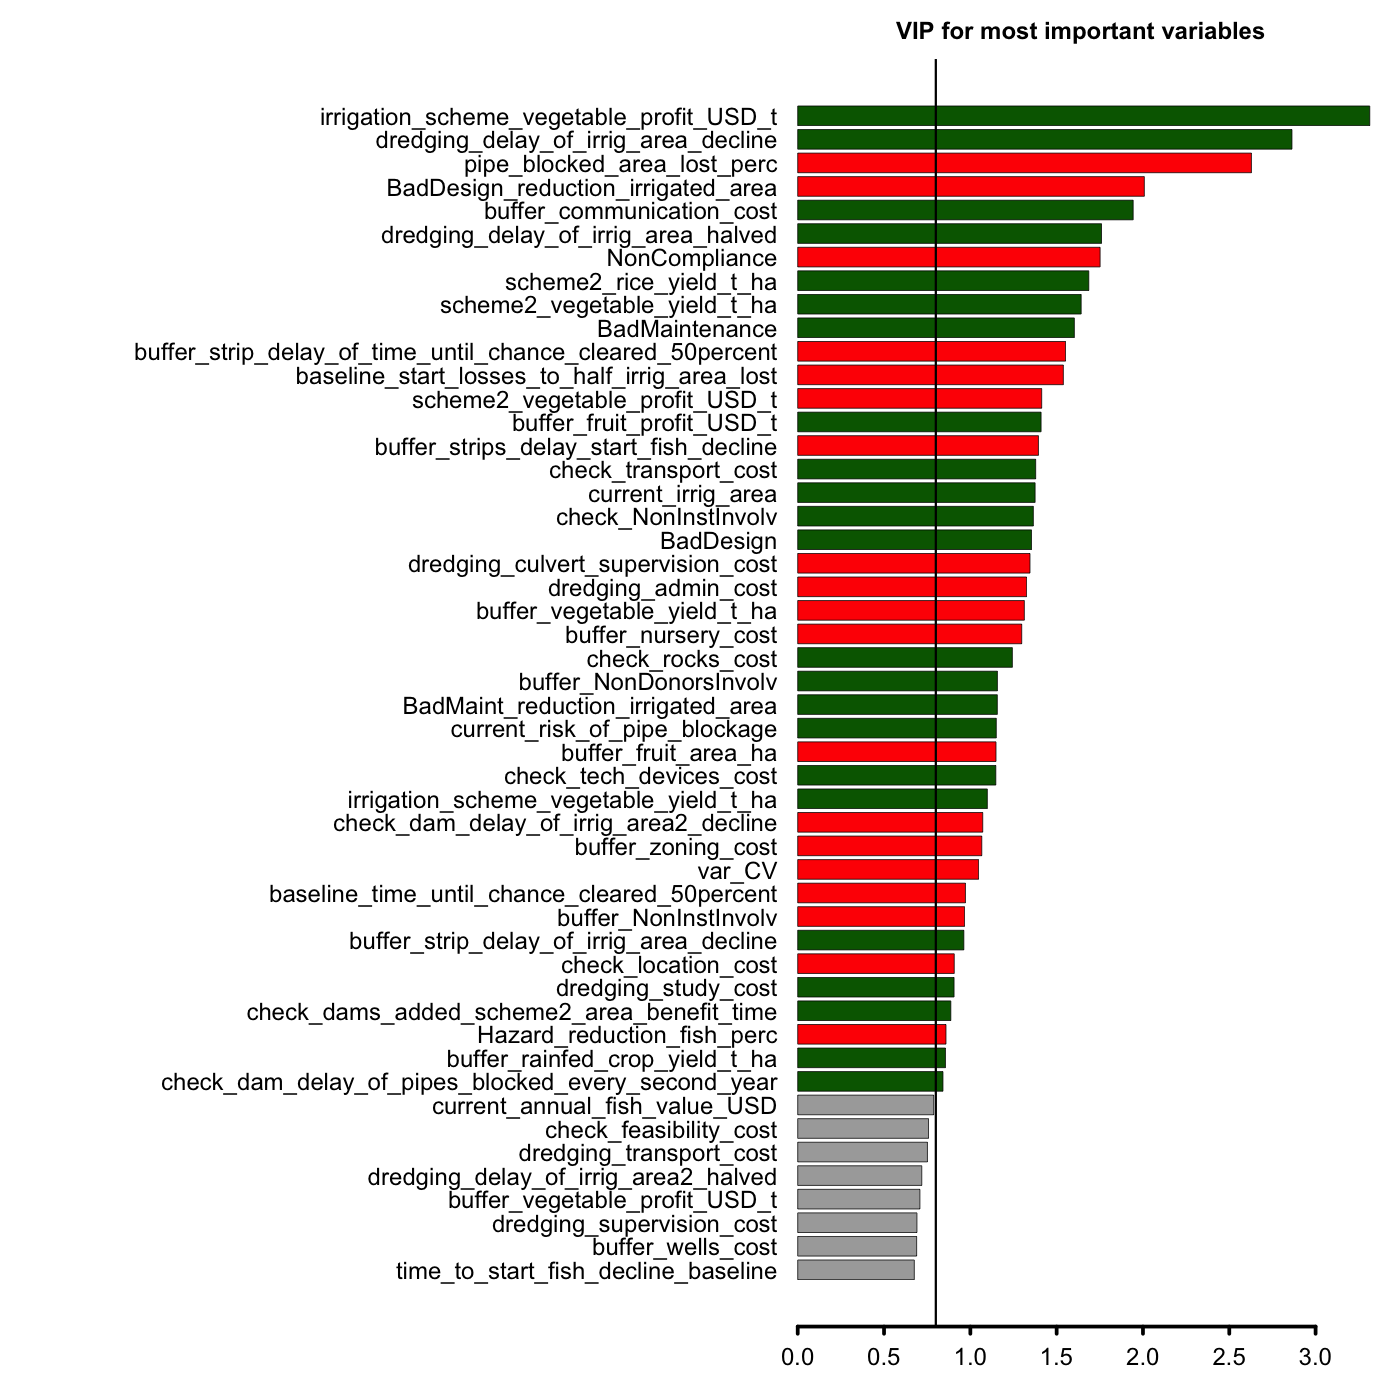 VIP for most important variables
irrigation_scheme_vegetable_profit_USD_t
dredging_delay_of_irrig_area_decline
pipe_blocked_area_lost_perc
BadDesign_reduction_irrigated_area
buffer_communication_cost
dredging_delay_of_irrig_area_halved
NonCompliance
scheme2_rice_yield_t_ha
scheme2_vegetable_yield_t_ha
BadMaintenance
buffer_strip_delay_of_time_until_chance_cleared_50percent
baseline_start_losses_to_half_irrig_area_lost
scheme2_vegetable_profit_USD_t
buffer_fruit_profit_USD_t
buffer_strips_delay_start_fish_decline
check_transport_cost
current_irrig_area
check_NonInstInvolv
BadDesign
dredging_culvert_supervision_cost
dredging_admin_cost
buffer_vegetable_yield_t_ha
buffer_nursery_cost
check_rocks_cost
buffer_NonDonorsInvolv
BadMaint_reduction_irrigated_area
current_risk_of_pipe_blockage
buffer_fruit_area_ha
check_tech_devices_cost
irrigation_scheme_vegetable_yield_t_ha
check_dam_delay_of_irrig_area2_decline
buffer_zoning_cost
var_CV
baseline_time_until_chance_cleared_50percent
buffer_NonInstInvolv
buffer_strip_delay_of_irrig_area_decline
check_location_cost
dredging_study_cost
check_dams_added_scheme2_area_benefit_time
Hazard_reduction_fish_perc
buffer_rainfed_crop_yield_t_ha
check_dam_delay_of_pipes_blocked_every_second_year
current_annual_fish_value_USD
check_feasibility_cost
dredging_transport_cost
dredging_delay_of_irrig_area2_halved
buffer_vegetable_profit_USD_t
dredging_supervision_cost
buffer_wells_cost
time_to_start_fish_decline_baseline
0.0 0.5 1.0 1.5 2.0 2.5 3.0